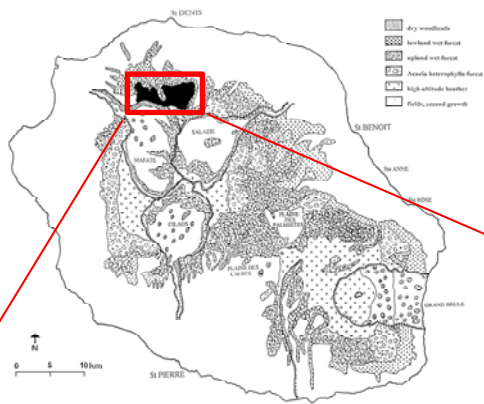 St DENIS
dry woodlands
lowland wet forest
upland wet forest
Acacia heterophylla forest
high altitude heather
fields, second growth
St BENOIT
SALAZIE
MAFATE
Ste ANNE
Ste ROSE
PLAINE DES PALMISTES
CILAOS
PLAINE DES CAFRES
GRAND BRULE
N
0 5 10 km
St PIERRE